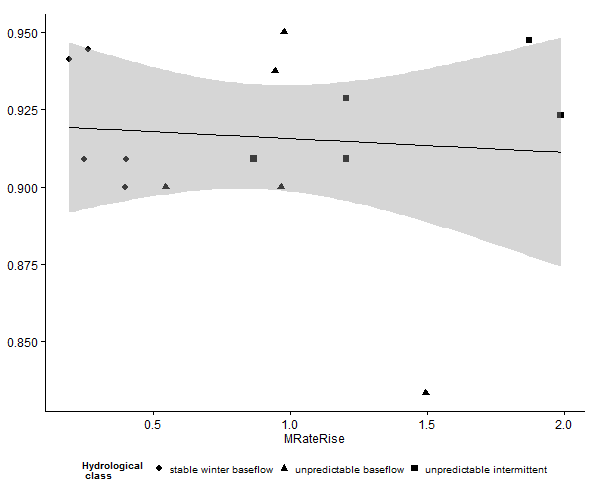 0.950
0.925
0.900
0.875
0.850
0.5 1.0 1.5 2.0
MRateRise
Hydrological
class
stable winter baseflow unpredictable baseflow unpredictable intermittent